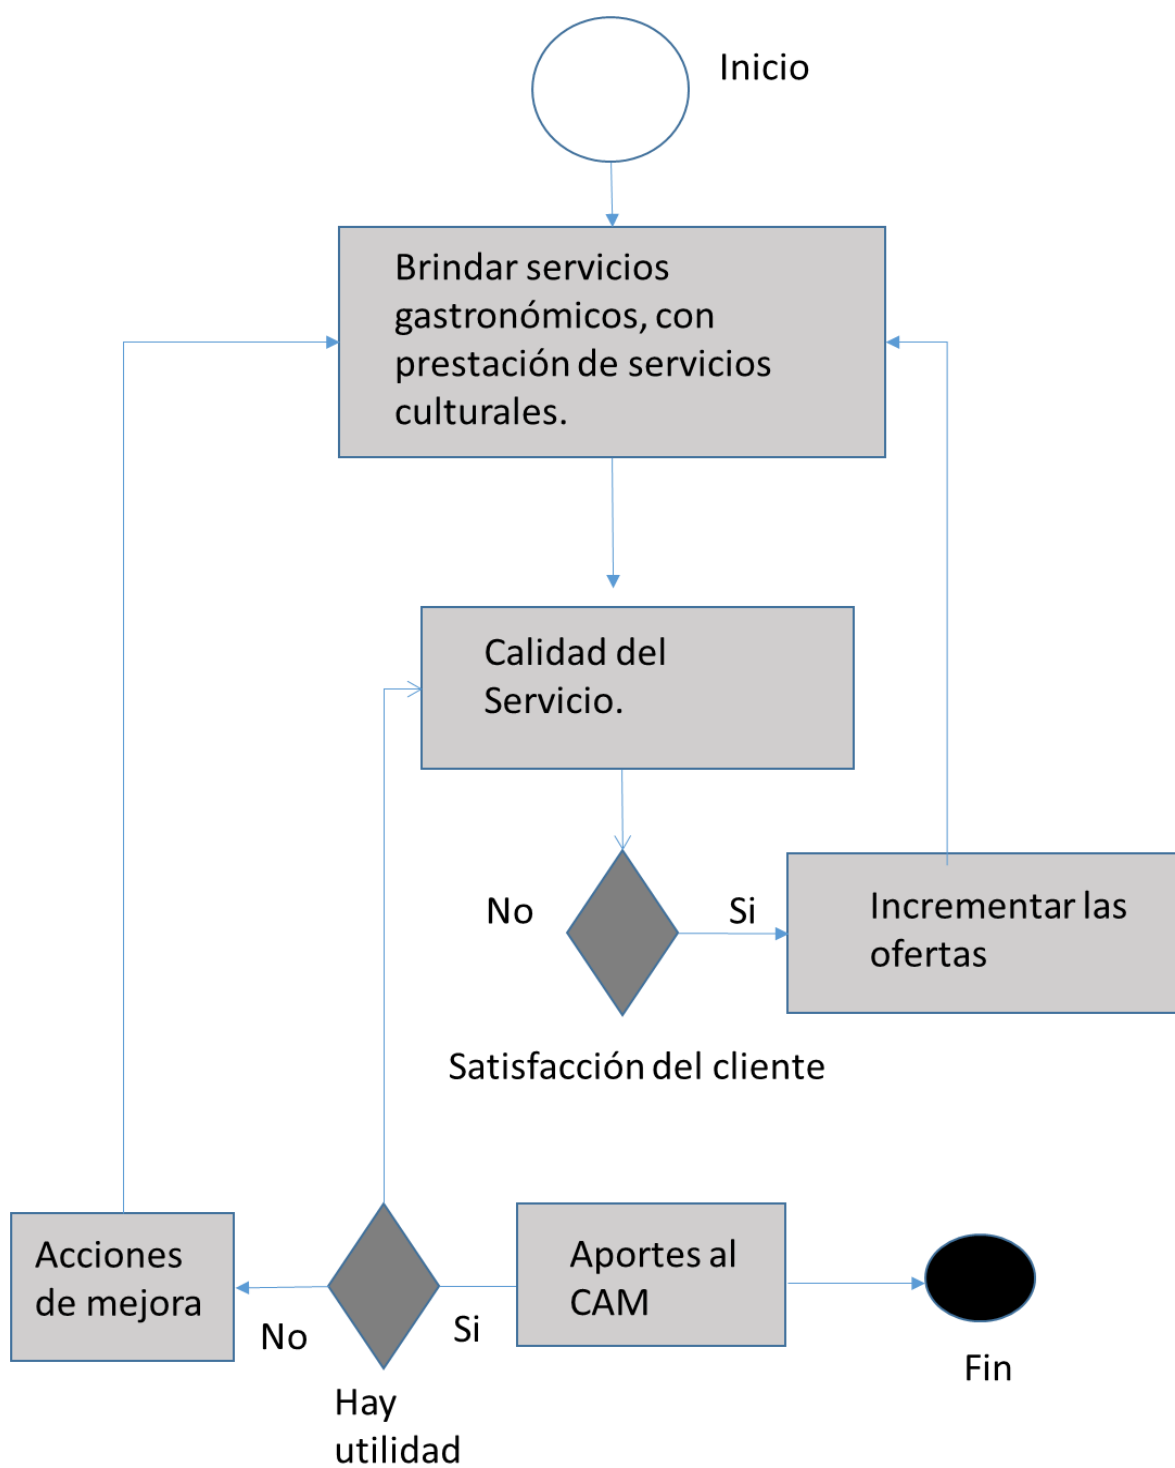 Inicio
Brindar servicios
gastronómicos, con
prestación de servicios
culturales.
Calidad del
Servicio.
No
Si
Incrementar las
ofertas
Satisfacción del cliente
Acciones
de mejora
No
Si
Aportes al
CAM
Hay
utilidad
Fin